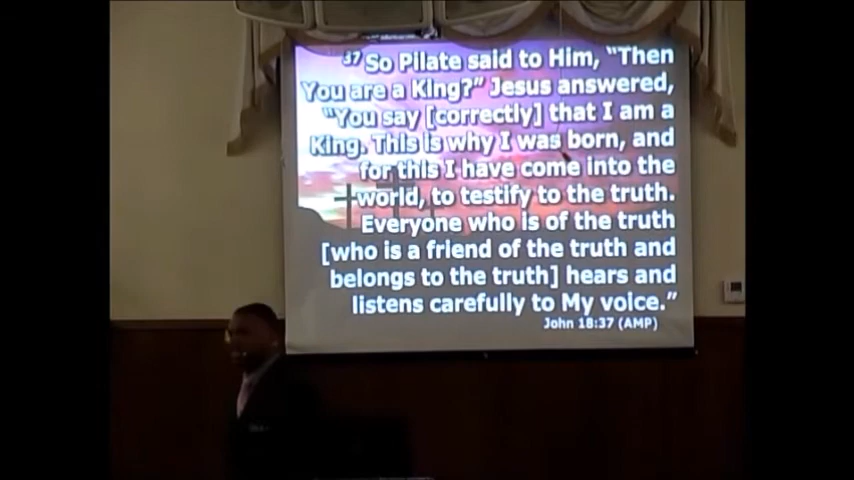 37 So Pilate said to Him, “Then
You are a King?” Jesus answered,
“You say [correctly] that I am a
King. This is why I was born, and
for this I have come into the
world, to testify to the truth.
Everyone who is of the truth
[who is a friend of the truth and
belongs to the truth] hears and
listens carefully to My voice.”
John 18:37 (AMP)